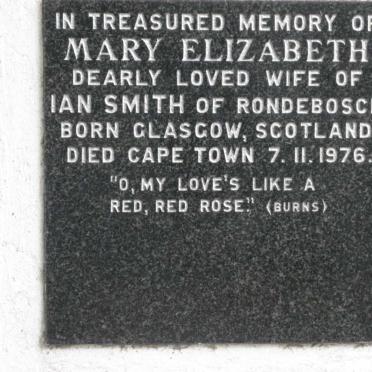 IN TREASURED MEMORY OF
MARY ELIZABETH
DEARLY LOVED WIFE OF
IAN SMITH OF RONDEBOSCH
BORN GLASGOW, SCOTLAND
DIED CAPE TOWN 7.11.1976.
"O, MY LOVE'S LIKE A
RED, RED ROSE." (BURNS)